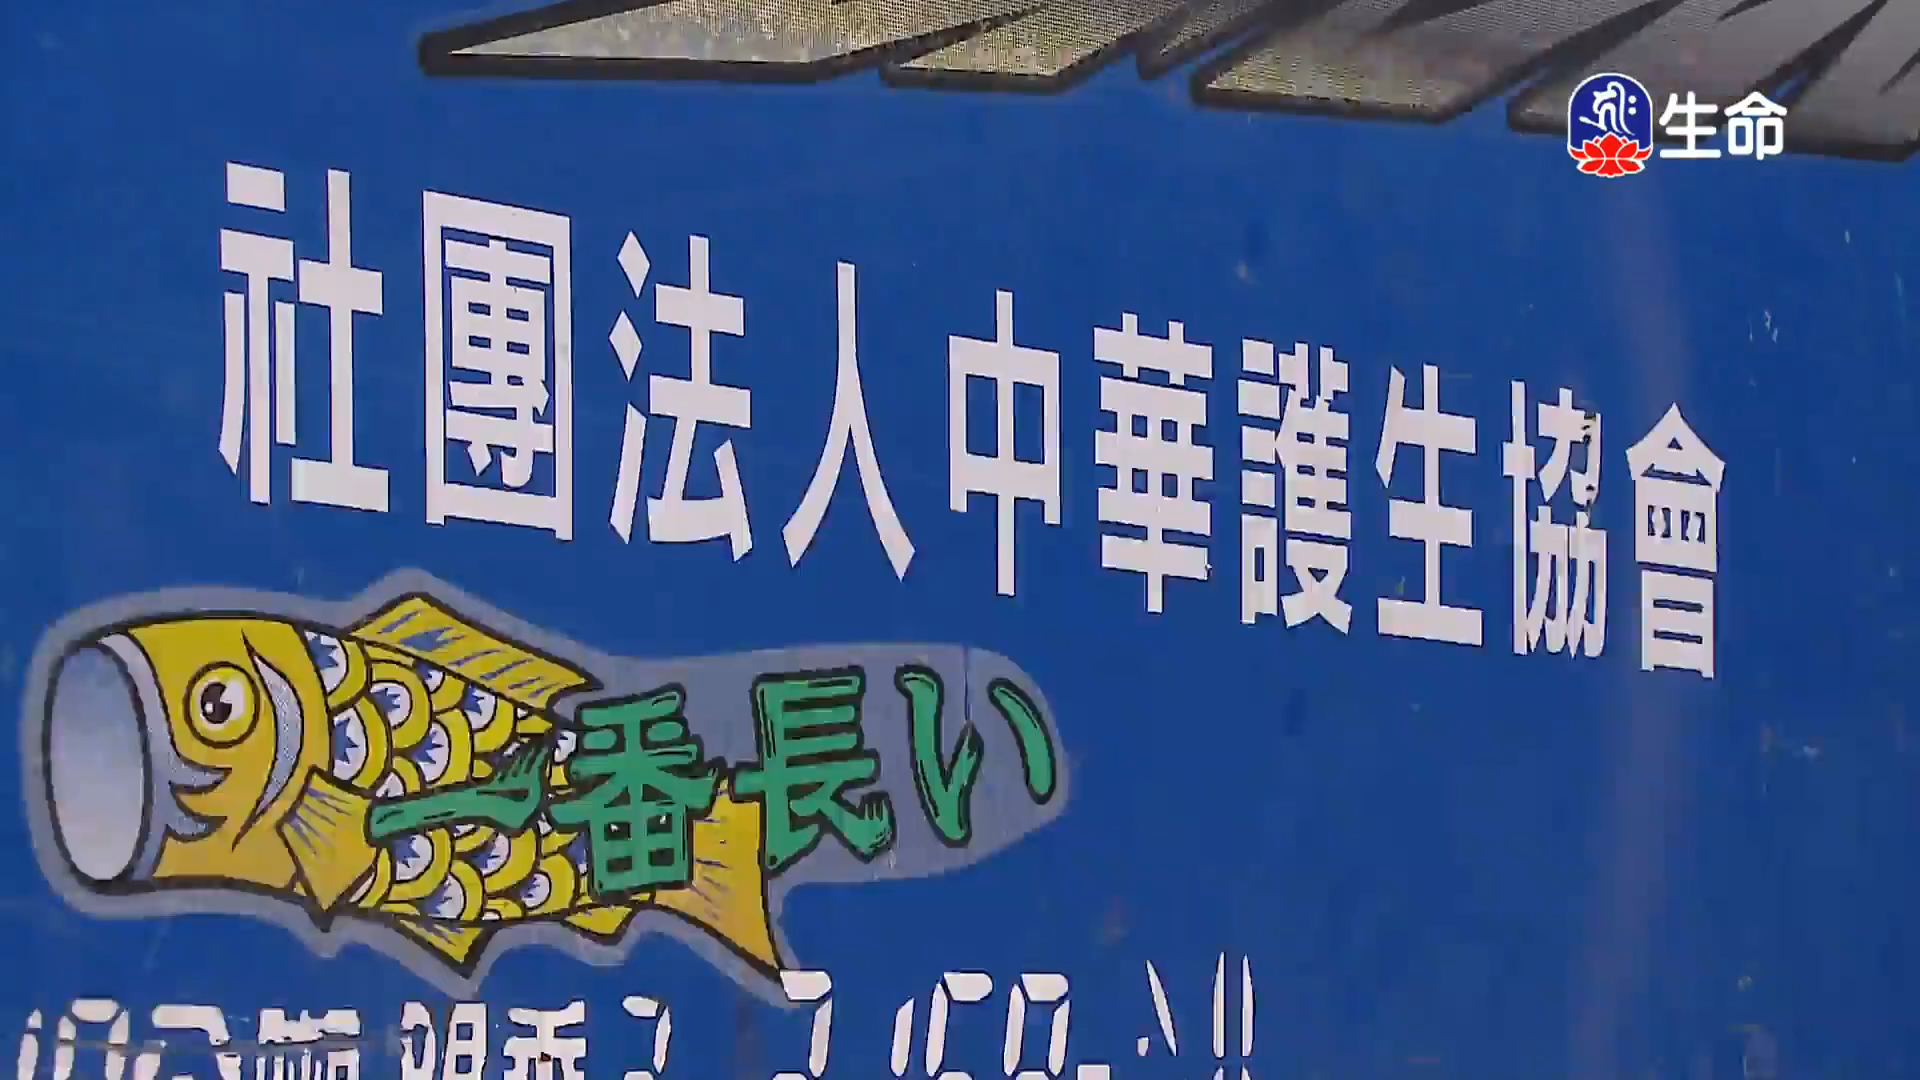 生命
社團法人中華護生協會
一番長い